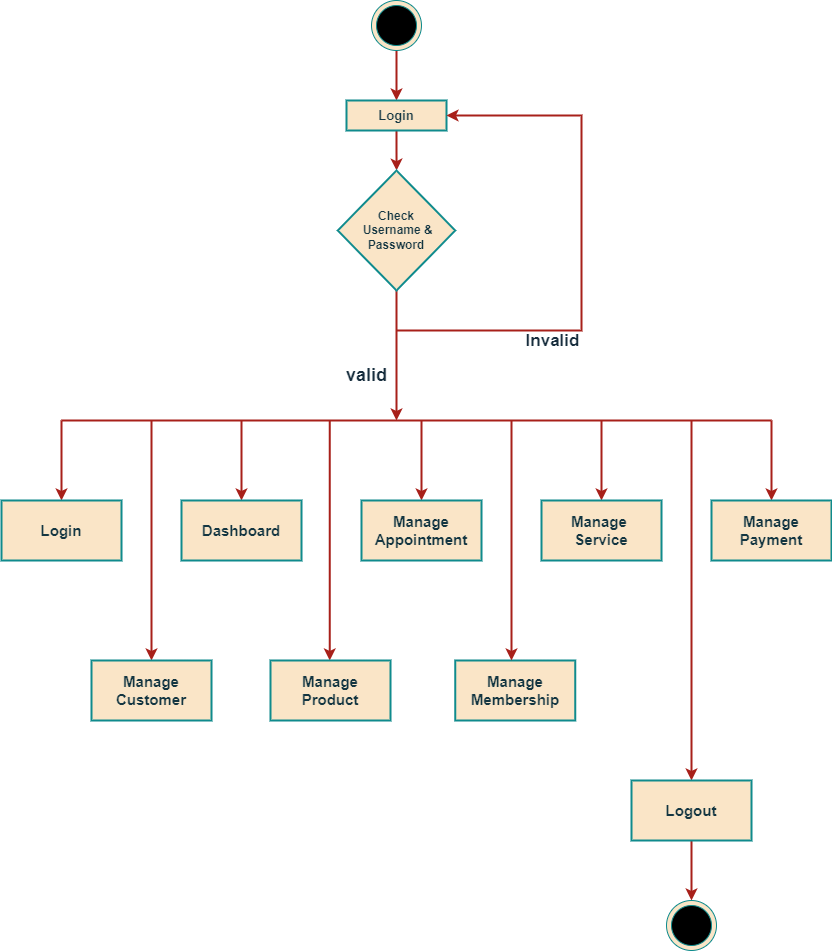 Login
Check
Username &
Password
Invalid
valid
Login
Dashboard
Manage
Appointment
Manage
Service
Manage
Payment
Manage
Customer
Manage
Product
Manage
Membership
Logout